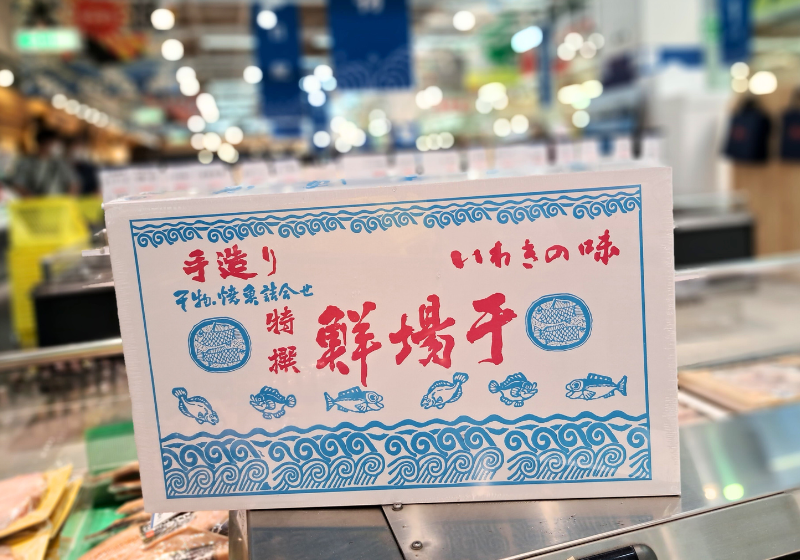 手造り
いわきの味
干物、焼魚詰合せ
特撰
鮮場干